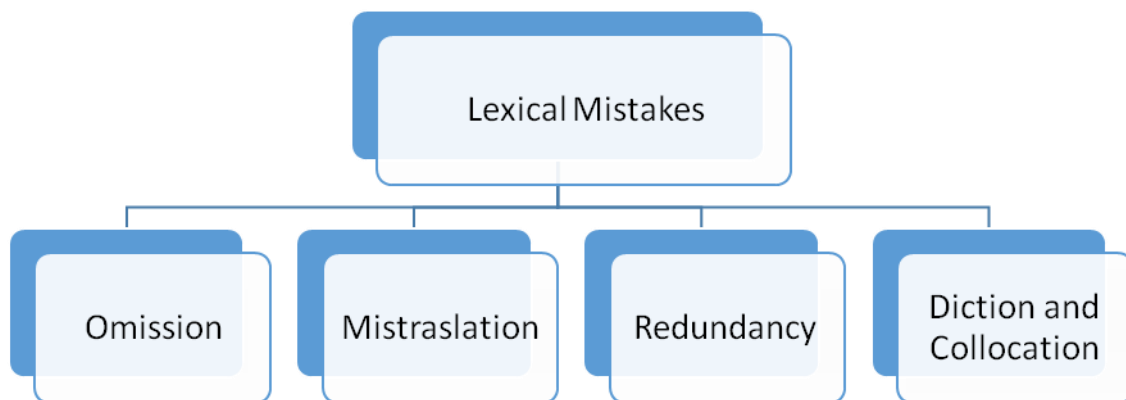 Lexical Mistakes
Omission
Mistraslation
Redundancy
Diction and
Collocation